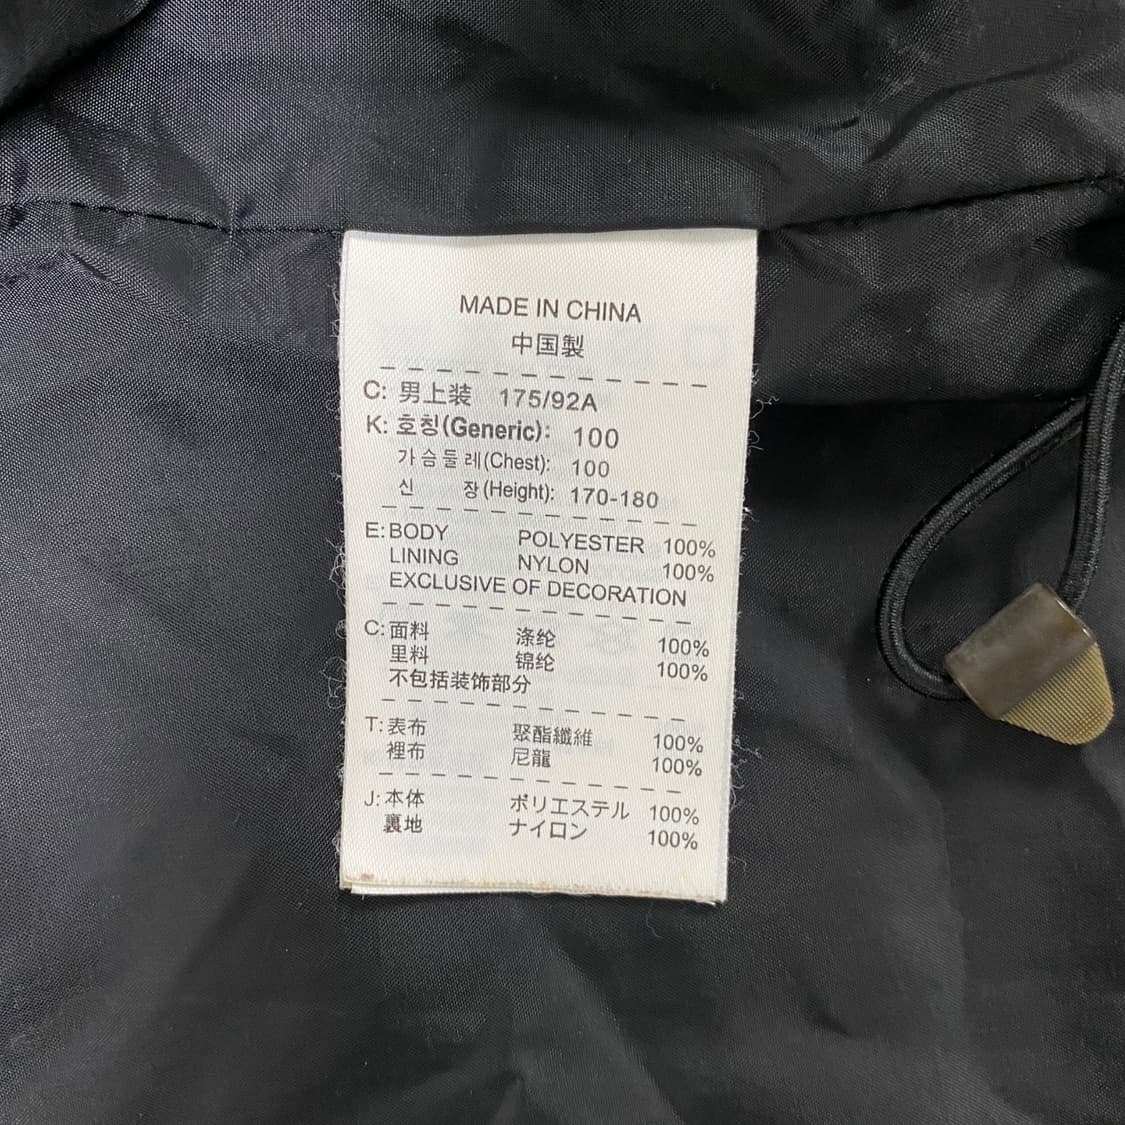 MADE IN CHINA
中国製
C: 男上装 175/92A
K: 호칭(Generic): 100
가슴둘레(Chest): 100
신 장(Height): 170-180
E: BODY POLYESTER 100%
LINING NYLON 100%
EXCLUSIVE OF DECORATION
C: 面料 涤纶 100%
里料 锦纶 100%
不包括装饰部分
T: 表布 聚酯纖維 100%
裡布 尼龍 100%
J: 本体 ポリエステル 100%
裏地 ナイロン 100%